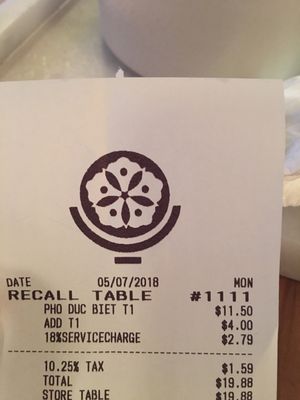 DATE 05/07/2018 MON
RECALL TABLE #1111
PHO DUC BIET T1 $11.50
ADD T1 $4.00
18%SERVICECHARGE $2.79
10.25% TAX $1.59
TOTAL $19.88
STORE TABLE $19.88